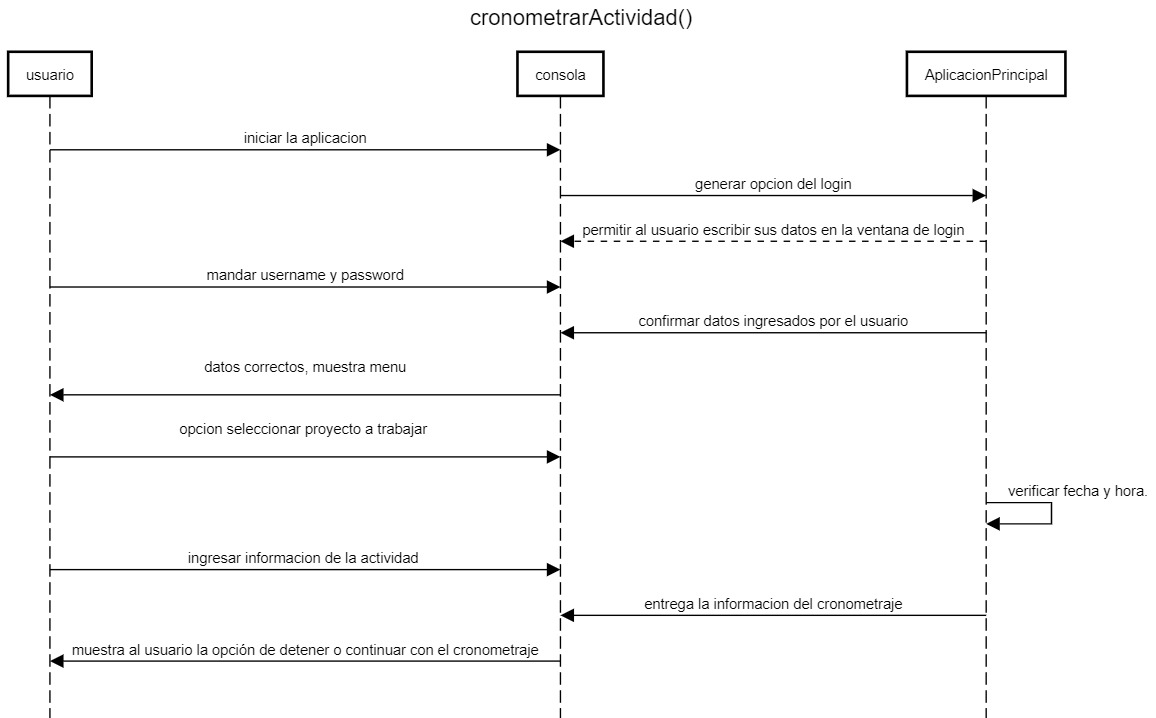 cronometrarActividad()
usuario
consola
AplicacionPrincipal
iniciar la aplicacion
generar opcion del login
permitir al usuario escribir sus datos en la ventana de login
mandar username y password
confirmar datos ingresados por el usuario
datos correctos, muestra menu
opcion seleccionar proyecto a trabajar
verificar fecha y hora.
ingresar informacion de la actividad
entrega la informacion del cronometraje
muestra al usuario la opción de detener o continuar con el cronometraje